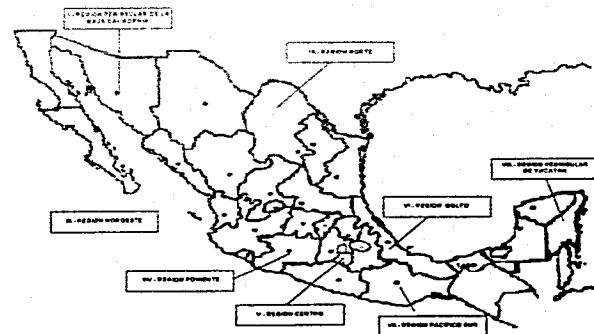 I.-REGION PENINSULAR DE LA
BAJA CALIFORNIA
III.-REGION NORTE
VIII.-REGION PENINSULAR
DE YUCATAN
VI.-REGION GOLFO
II.-REGION NOROESTE
IV.-REGION PONIENTE
V.-REGION CENTRO
VII.-REGION PACIFICO SUR